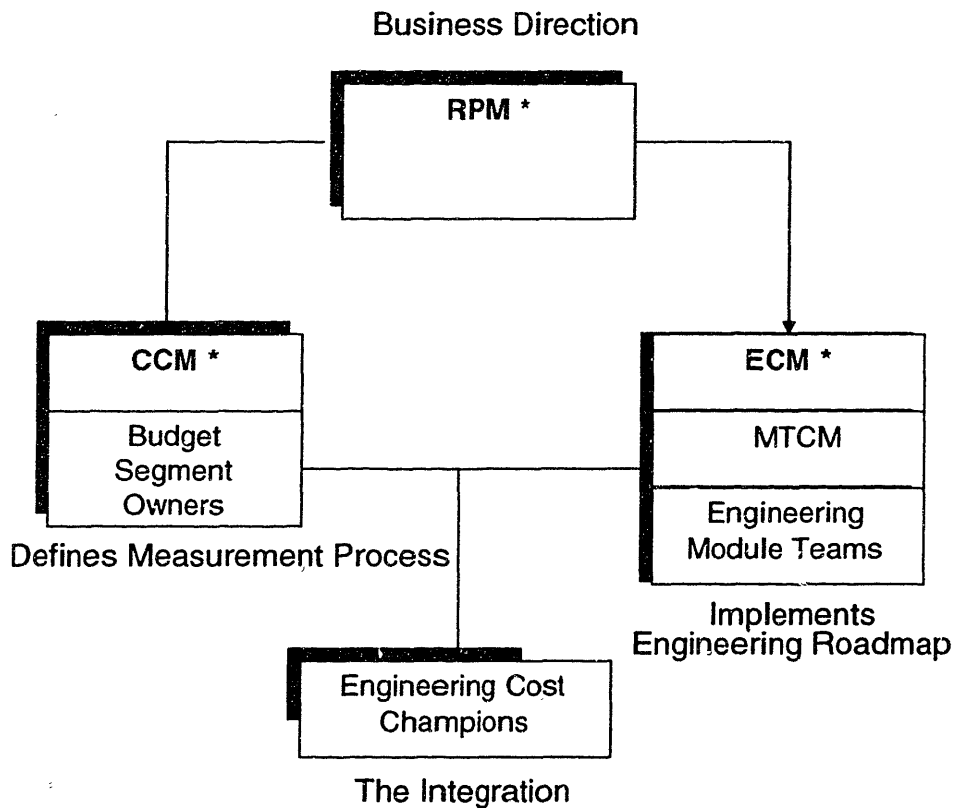 Business Direction
RPM *
CCM *
Budget
Segment
Owners
Defines Measurement Process
ECM *
MTCM
Engineering
Module Teams
Implements
Engineering Roadmap
Engineering Cost
Champions
The Integration